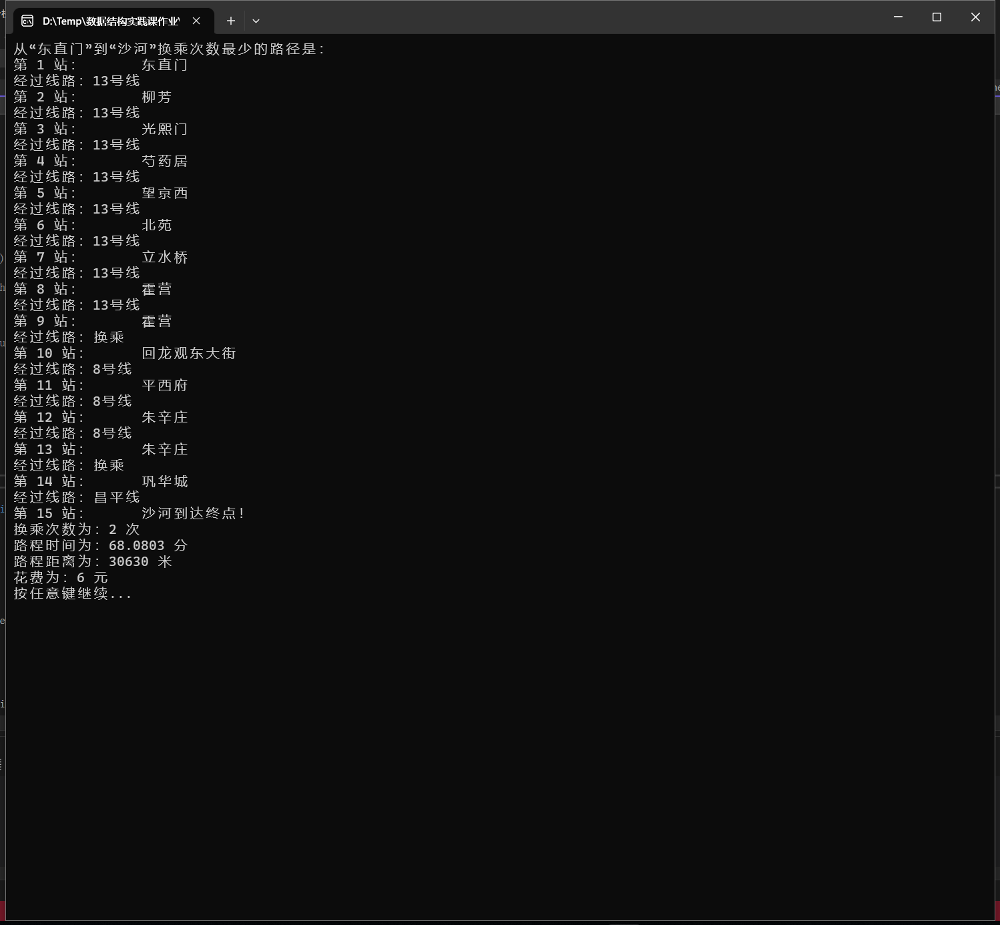 D:\Temp\数据结构实践课作业\
从“东直门”到“沙河”换乘次数最少的路径是:
第 1 站: 东直门
经过线路: 13号线
第 2 站: 柳芳
经过线路: 13号线
第 3 站: 光熙门
经过线路: 13号线
第 4 站: 芍药居
经过线路: 13号线
第 5 站: 望京西
经过线路: 13号线
第 6 站: 北苑
经过线路: 13号线
第 7 站: 立水桥
经过线路: 13号线
第 8 站: 霍营
经过线路: 13号线
第 9 站: 霍营
经过线路: 换乘
第 10 站: 回龙观东大街
经过线路: 8号线
第 11 站: 平西府
经过线路: 8号线
第 12 站: 朱辛庄
经过线路: 8号线
第 13 站: 朱辛庄
经过线路: 换乘
第 14 站: 巩华城
经过线路: 昌平线
第 15 站: 沙河到达终点!
换乘次数为: 2 次
路程时间为: 68.0803 分
路程距离为: 30630 米
花费为: 6 元
按任意键继续...